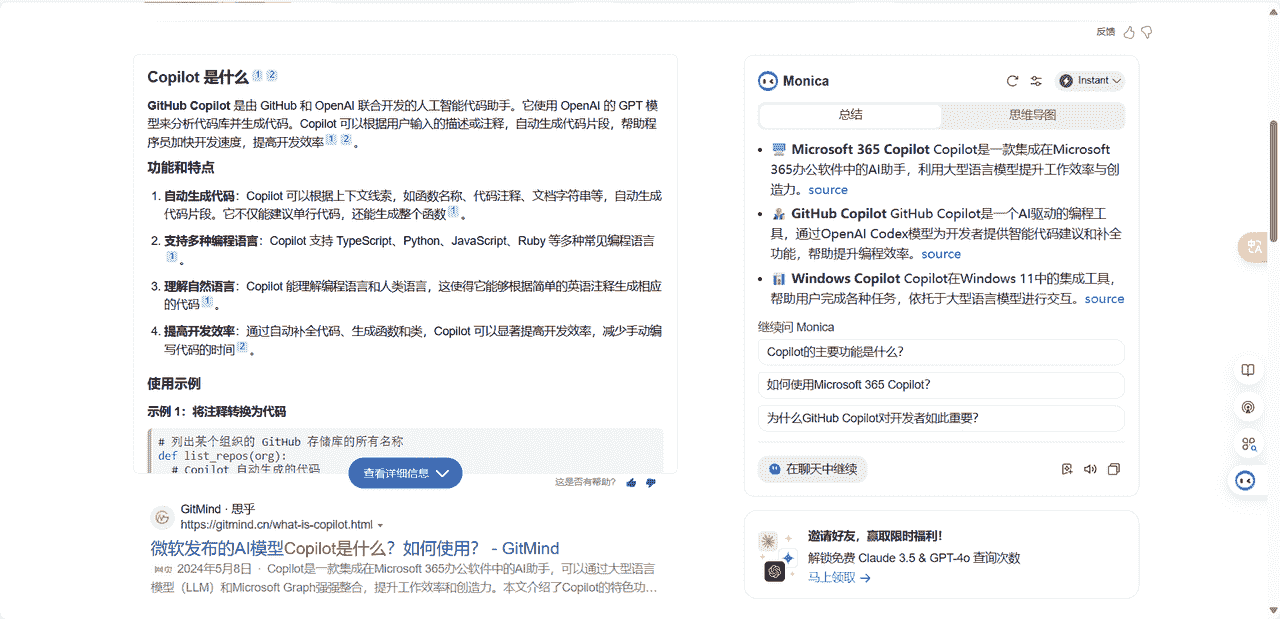 反馈
Copilot 是什么 1 2
GitHub Copilot 是由 GitHub 和 OpenAI 联合开发的人工智能代码助手。它使用 OpenAI 的 GPT 模
型来分析代码库并生成代码。Copilot 可以根据用户输入的描述或注释，自动生成代码片段，帮助程
序员加快开发速度，提高开发效率 1 2 。
功能和特点
1. 自动生成代码：Copilot 可以根据上下文线索，如函数名称、代码注释、文档字符串等，自动生成
代码片段。它不仅能建议单行代码，还能生成整个函数 1 。
2. 支持多种编程语言：Copilot 支持 TypeScript、Python、JavaScript、Ruby 等多种常见编程语言
1 。
3. 理解自然语言：Copilot 能理解编程语言和人类语言，这使得它能够根据简单的英语注释生成相应
的代码 1 。
4. 提高开发效率：通过自动补全代码、生成函数和类，Copilot 可以显著提高开发效率，减少手动编
写代码的时间 2 。
使用示例
示例 1：将注释转换为代码
# 列出某个组织的 GitHub 存储库的所有名称
def list_repos(org):
# Copilot 自动生成的代码
查看详细信息
这是否有帮助?
GitMind · 思乎
https://gitmind.cn/what-is-copilot.html
微软发布的AI模型Copilot是什么？如何使用？ - GitMind
网页 2024年5月8日 · Copilot是一款集成在Microsoft 365办公软件中的AI助手，可以通过大型语言
模型（LLM）和Microsoft Graph强强整合，提升工作效率和创造力。本文介绍了Copilot的特色功…
Monica
Instant
总结
思维导图
• Microsoft 365 Copilot Copilot是一款集成在Microsoft
365办公软件中的AI助手，利用大型语言模型提升工作效率与创
造力。source
• GitHub Copilot GitHub Copilot是一个AI驱动的编程工
具，通过OpenAI Codex模型为开发者提供智能代码建议和补全
功能，帮助提升编程效率。source
• Windows Copilot Copilot在Windows 11中的集成工具，
帮助用户完成各种任务，依托于大型语言模型进行交互。source
继续问 Monica
Copilot的主要功能是什么?
如何使用Microsoft 365 Copilot?
为什么GitHub Copilot对开发者如此重要?
在聊天中继续
邀请好友，赢取限时福利!
解锁免费 Claude 3.5 & GPT-4o 查询次数
马上领取 →